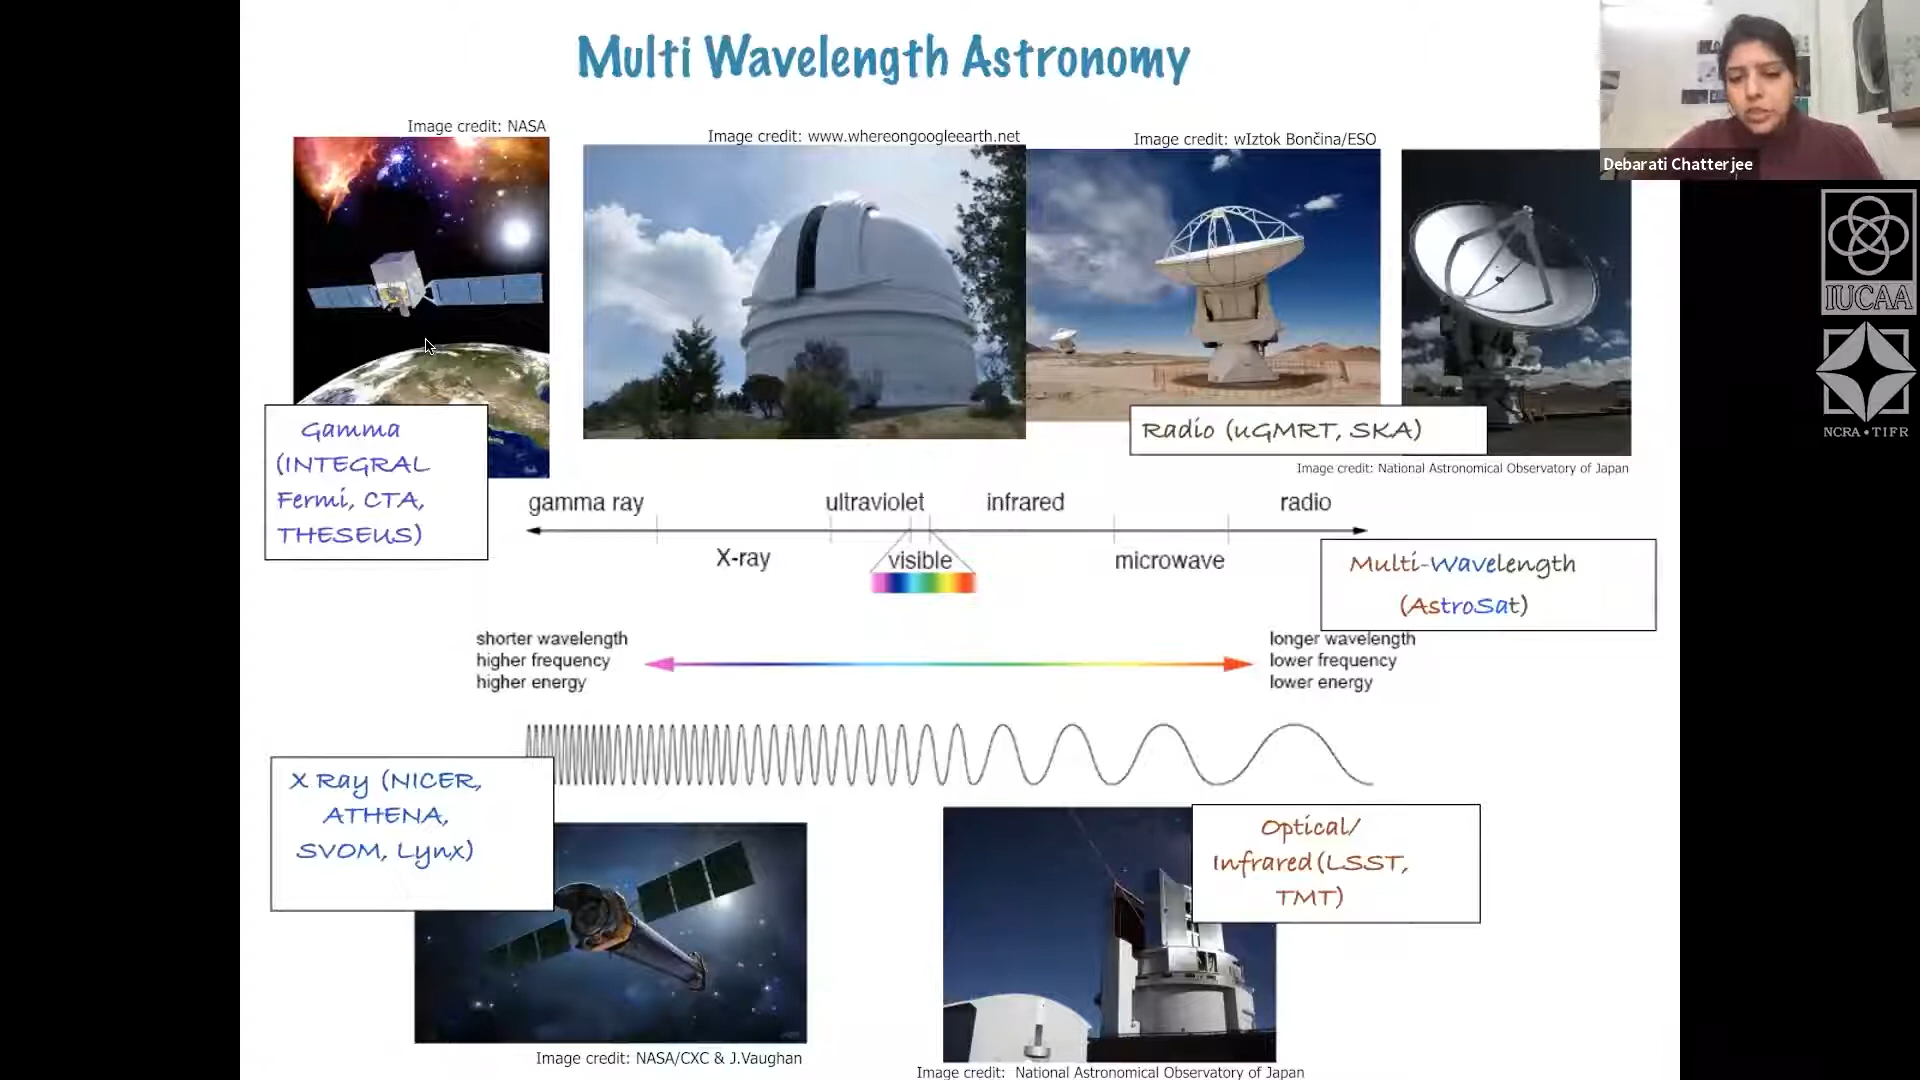 Multi Wavelength Astronomy
Debarati Chatterjee
Image credit: NASA
Image credit: www.whereongoogleearth.net
Image credit: wIztok Bončina/ESO
IUCAA
NCRA • TIFR
Gamma
(INTEGRAL
Fermi, CTA,
THESEUS)
Radio (uGMRT, SKA)
Image credit: National Astronomical Observatory of Japan
gamma ray
ultraviolet
infrared
radio
X-ray
visible
microwave
Multi-Wavelength
(AstroSat)
shorter wavelength
higher frequency
higher energy
longer wavelength
lower frequency
lower energy
X Ray (NICER,
ATHENA,
SVOM, Lynx)
Optical/
Infrared(LSST,
TMT)
Image credit: NASA/CXC & J.Vaughan
Image credit: National Astronomical Observatory of Japan